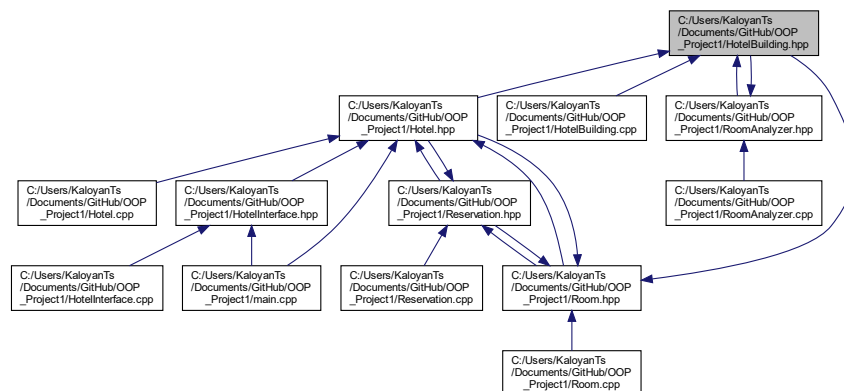 C:/Users/KaloyanTs
/Documents/GitHub/OOP
_Project1/HotelBuilding.hpp
C:/Users/KaloyanTs
/Documents/GitHub/OOP
_Project1/Hotel.hpp
C:/Users/KaloyanTs
/Documents/GitHub/OOP
_Project1/HotelBuilding.cpp
C:/Users/KaloyanTs
/Documents/GitHub/OOP
_Project1/RoomAnalyzer.hpp
C:/Users/KaloyanTs
/Documents/GitHub/OOP
_Project1/Hotel.cpp
C:/Users/KaloyanTs
/Documents/GitHub/OOP
_Project1/HotelInterface.hpp
C:/Users/KaloyanTs
/Documents/GitHub/OOP
_Project1/Reservation.hpp
C:/Users/KaloyanTs
/Documents/GitHub/OOP
_Project1/RoomAnalyzer.cpp
C:/Users/KaloyanTs
/Documents/GitHub/OOP
_Project1/HotelInterface.cpp
C:/Users/KaloyanTs
/Documents/GitHub/OOP
_Project1/main.cpp
C:/Users/KaloyanTs
/Documents/GitHub/OOP
_Project1/Reservation.cpp
C:/Users/KaloyanTs
/Documents/GitHub/OOP
_Project1/Room.hpp
C:/Users/KaloyanTs
/Documents/GitHub/OOP
_Project1/Room.cpp